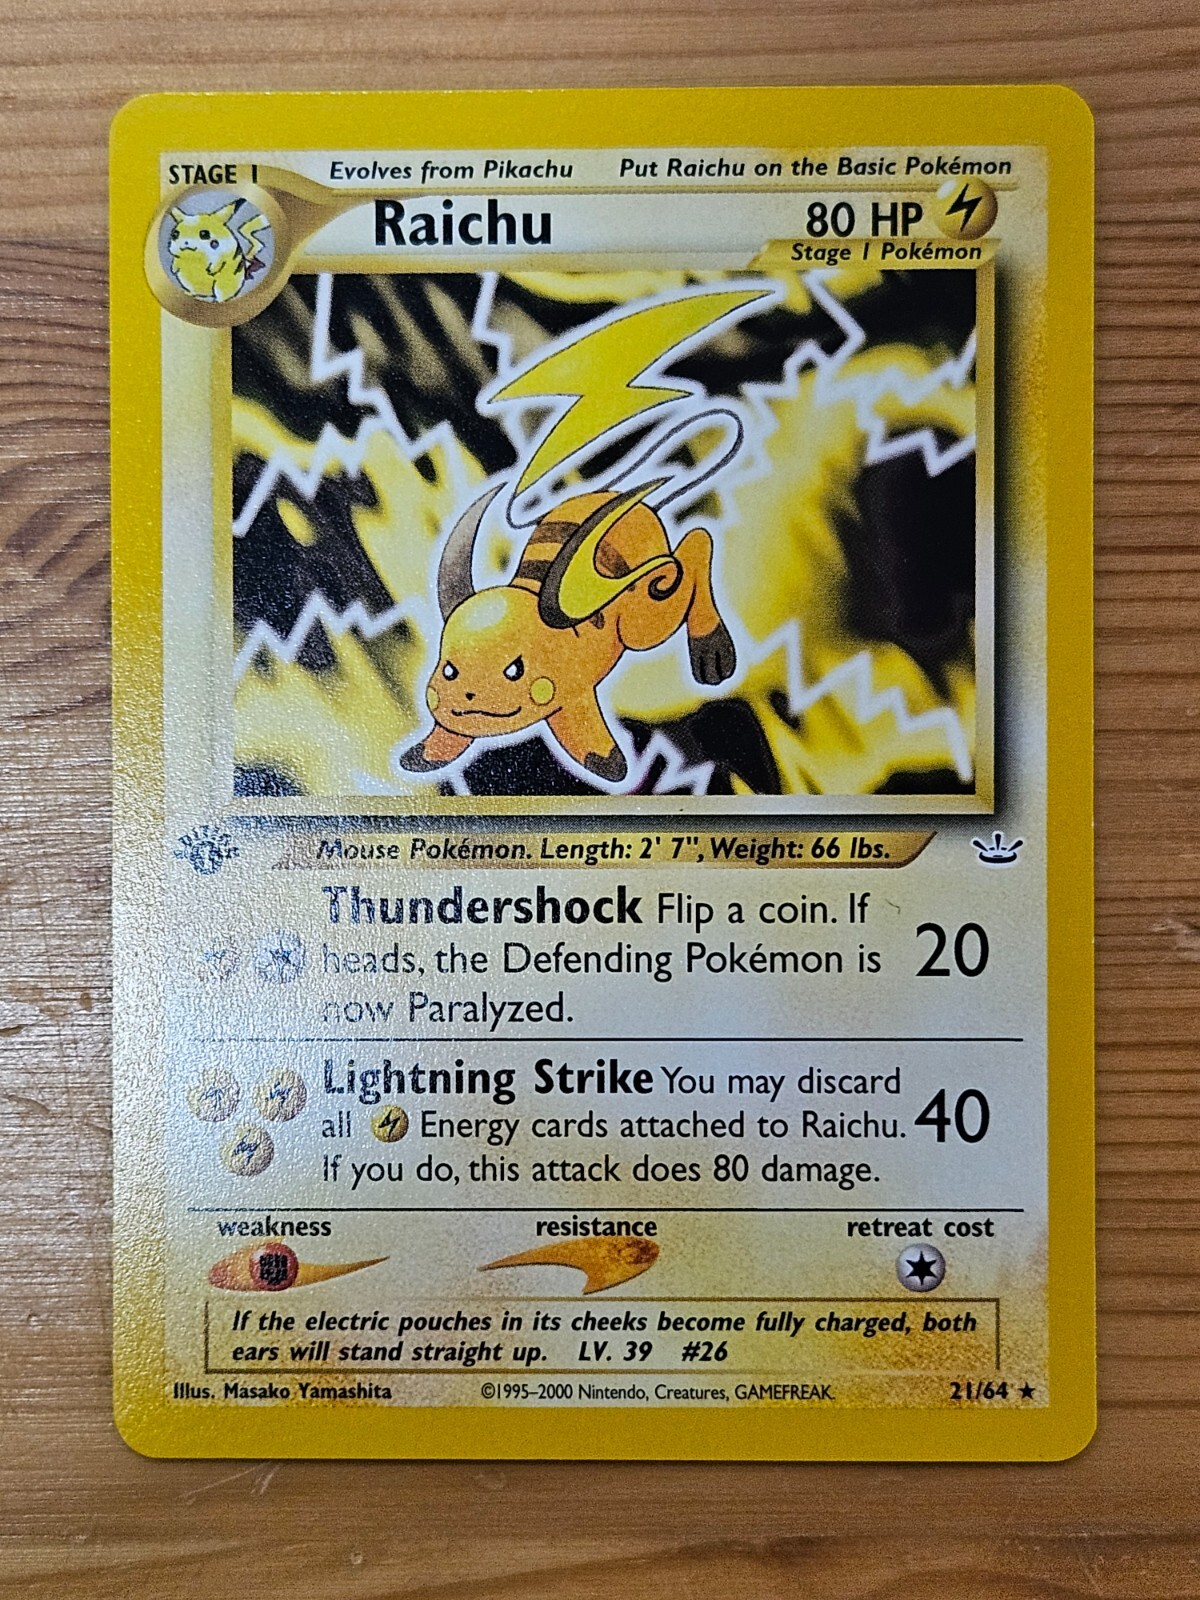 STAGE 1 Evolves from Pikachu Put Raichu on the Basic Pokémon
Raichu 80 HP
Stage 1 Pokémon
EDITION
1
Mouse Pokémon. Length: 2' 7", Weight: 66 lbs.
Thundershock Flip a coin. If
heads, the Defending Pokémon is 20
now Paralyzed.
Lightning Strike You may discard
all Energy cards attached to Raichu. 40
If you do, this attack does 80 damage.
weakness resistance retreat cost
If the electric pouches in its cheeks become fully charged, both
ears will stand straight up. LV. 39 #26
Illus. Masako Yamashita ©1995–2000 Nintendo, Creatures, GAMEFREAK. 21/64 ★